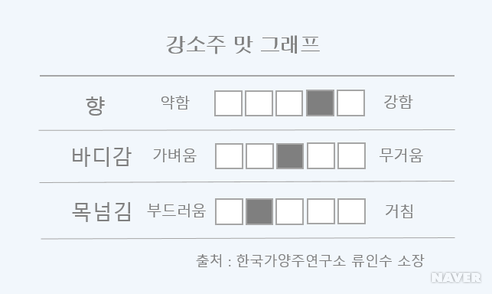 강소주 맛 그래프
향 약함 강함
바디감 가벼움 무거움
목넘김 부드러움 거침
출처 : 한국가양주연구소 류인수 소장
NAVER